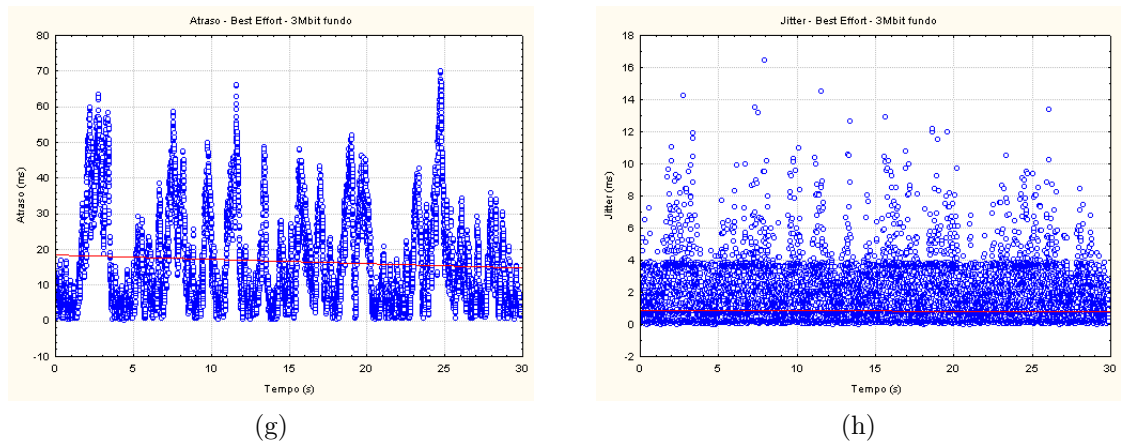 Atraso - Best Effort - 3Mbit fundo
80
70
60
50
40
30
20
10
0
-10
Atraso (ms)
0 5 10 15 20 25 30
Tempo (s)
(g)
Jitter - Best Effort - 3Mbit fundo
18
16
14
12
10
8
6
4
2
0
-2
Jitter (ms)
0 5 10 15 20 25 30
Tempo (s)
(h)